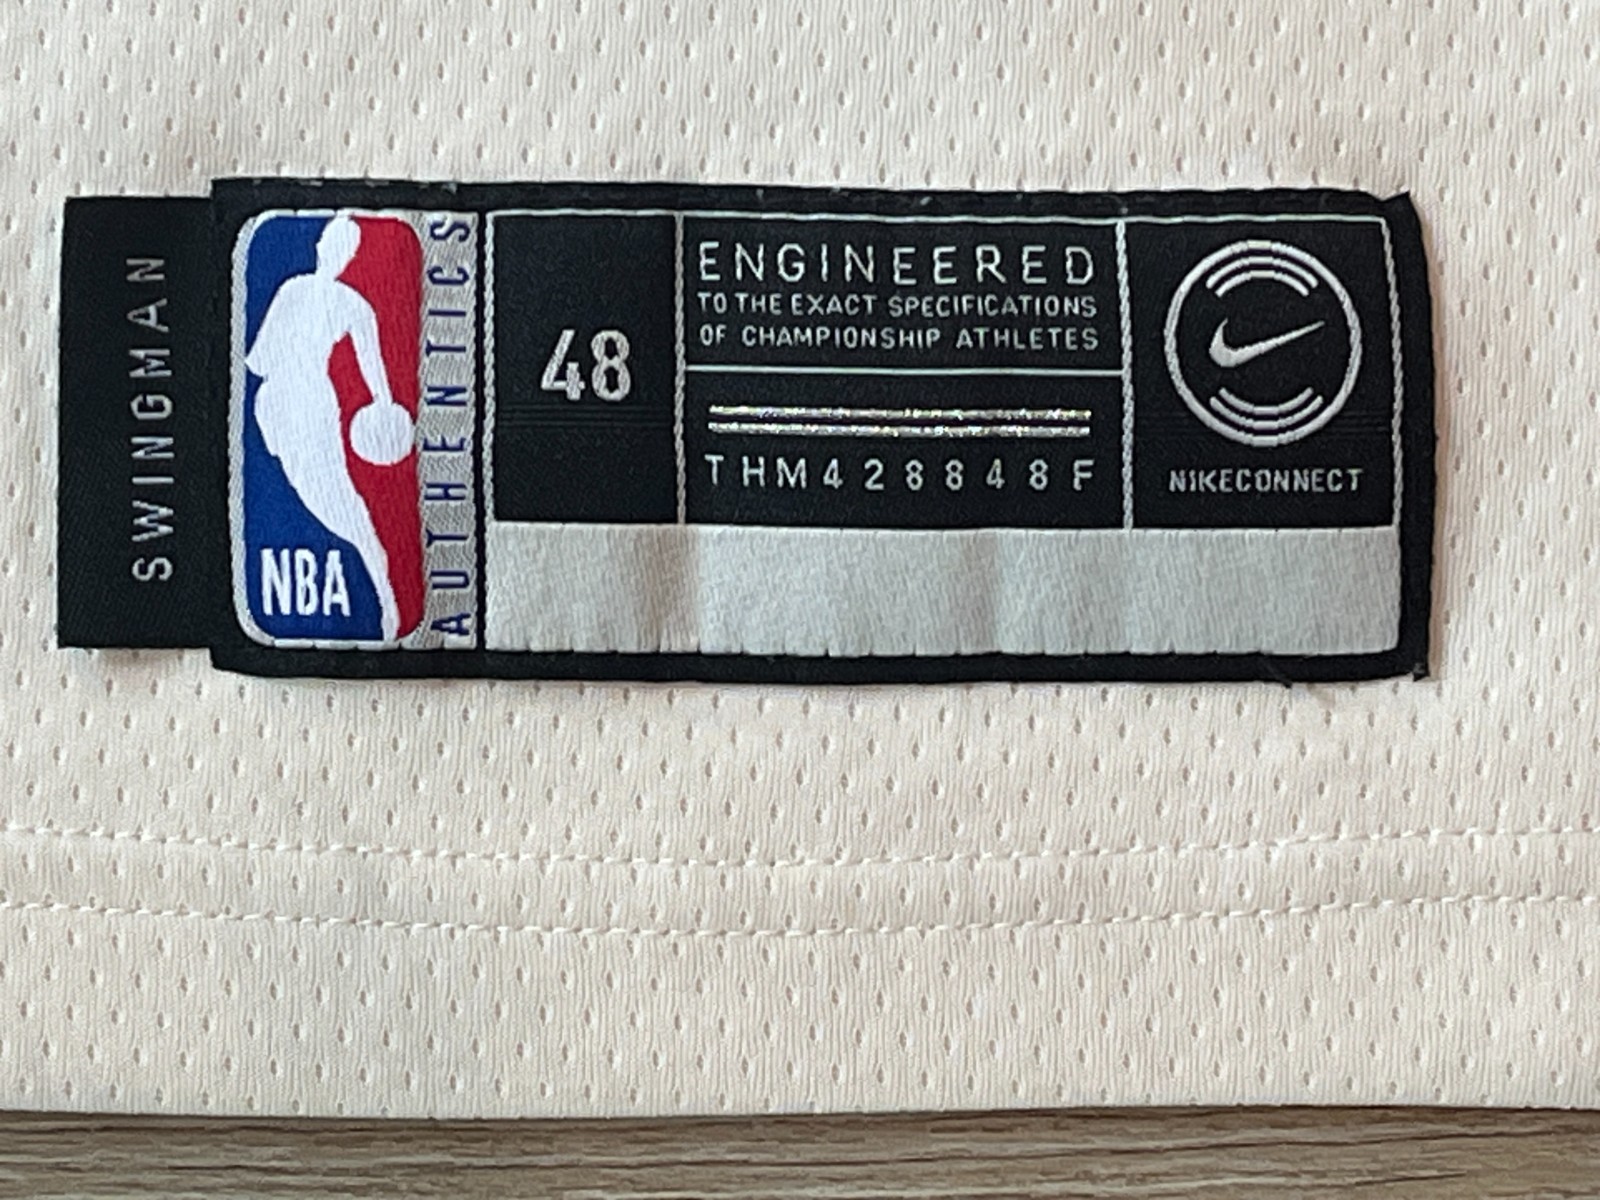 SWINGMAN
NBA
AUTHENTICS
48
ENGINEERED
TO THE EXACT SPECIFICATIONS
OF CHAMPIONSHIP ATHLETES
THM428848F
NIKECONNECT